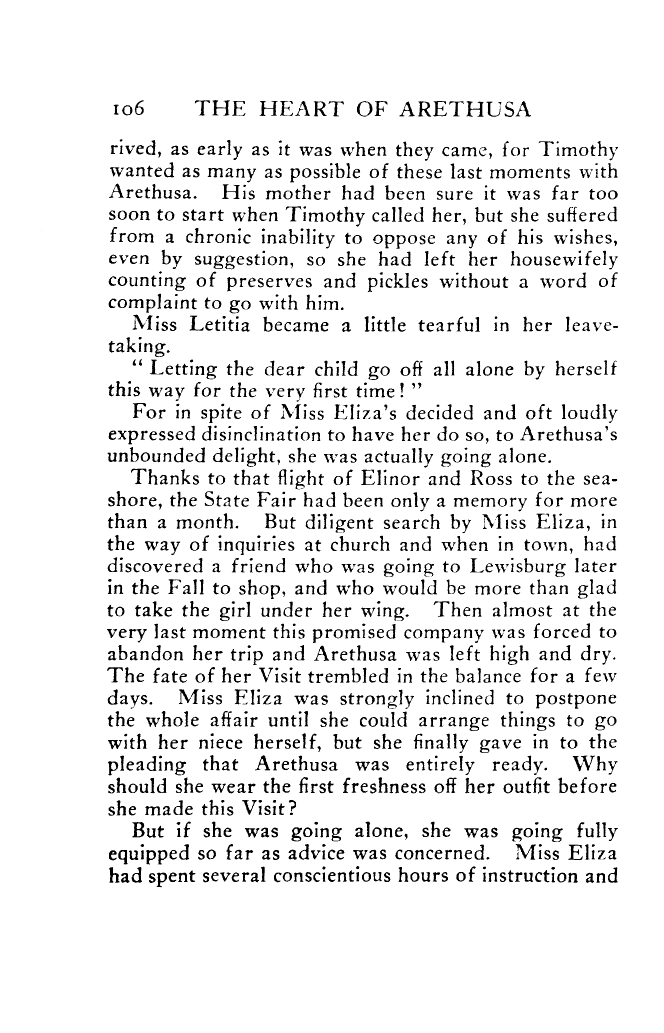 106 THE HEART OF ARETHUSA
rived, as early as it was when they came, for Timothy
wanted as many as possible of these last moments with
Arethusa. His mother had been sure it was far too
soon to start when Timothy called her, but she suffered
from a chronic inability to oppose any of his wishes,
even by suggestion, so she had left her housewifely
counting of preserves and pickles without a word of
complaint to go with him.
Miss Letitia became a little tearful in her leave-
taking.
“ Letting the dear child go off all alone by herself
this way for the very first time! ”
For in spite of Miss Eliza's decided and oft loudly
expressed disinclination to have her do so, to Arethusa's
unbounded delight, she was actually going alone.
Thanks to that flight of Elinor and Ross to the sea-
shore, the State Fair had been only a memory for more
than a month. But diligent search by Miss Eliza, in
the way of inquiries at church and when in town, had
discovered a friend who was going to Lewisburg later
in the Fall to shop, and who would be more than glad
to take the girl under her wing. Then almost at the
very last moment this promised company was forced to
abandon her trip and Arethusa was left high and dry.
The fate of her Visit trembled in the balance for a few
days. Miss Eliza was strongly inclined to postpone
the whole affair until she could arrange things to go
with her niece herself, but she finally gave in to the
pleading that Arethusa was entirely ready. Why
should she wear the first freshness off her outfit before
she made this Visit?
But if she was going alone, she was going fully
equipped so far as advice was concerned. Miss Eliza
had spent several conscientious hours of instruction and